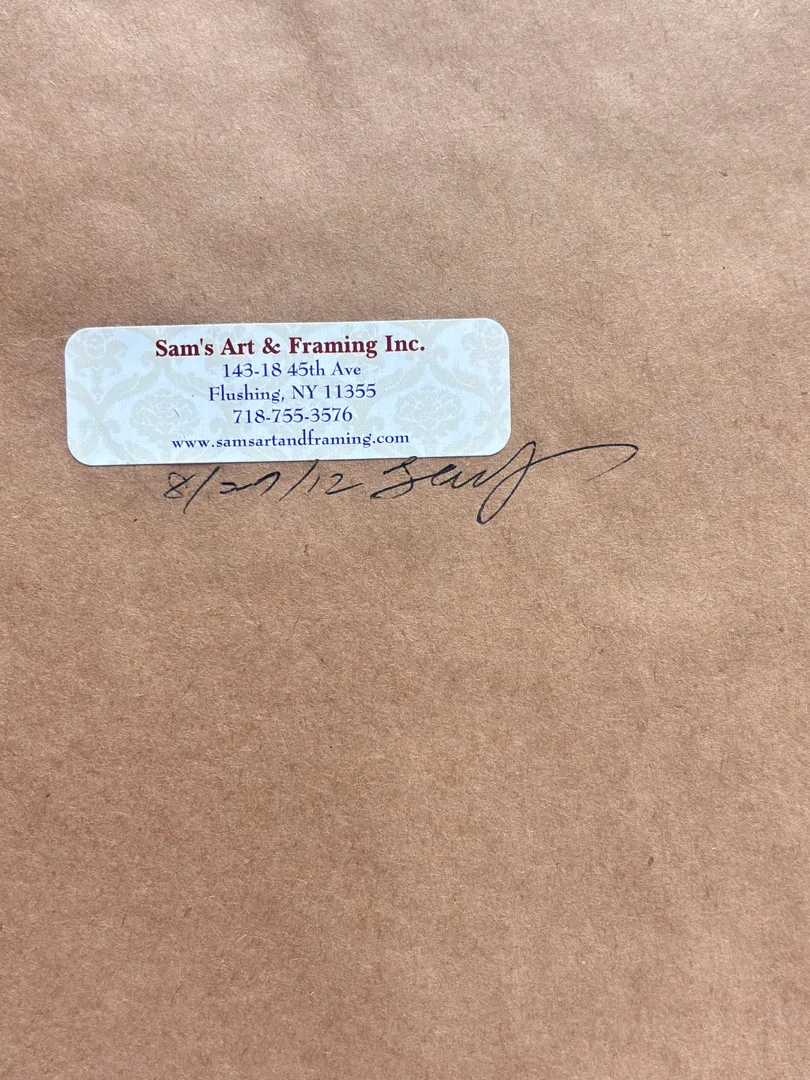 Sam's Art & Framing Inc.
143-18 45th Ave
Flushing, NY 11355
718-755-3576
www.samsartandframing.com
8/27/12